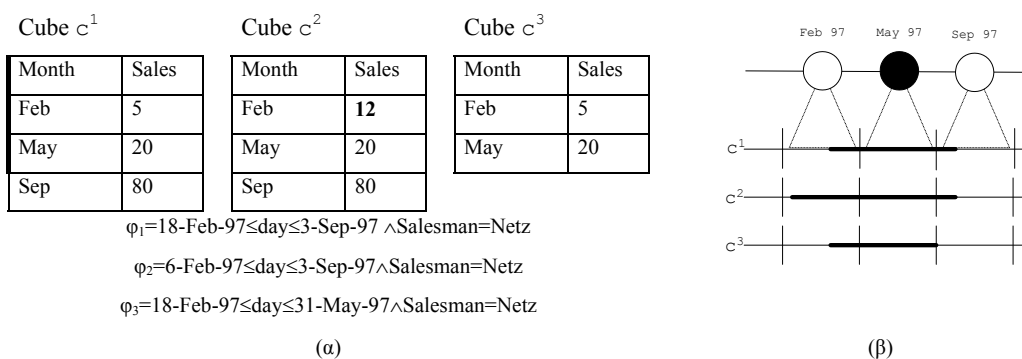 Cube c¹
Month Sales
Feb 5
May 20
Sep 80
Cube c²
Month Sales
Feb 12
May 20
Sep 80
Cube c³
Month Sales
Feb 5
May 20
φ₁=18-Feb-97≤day≤3-Sep-97 ∧Salesman=Netz
φ₂=6-Feb-97≤day≤3-Sep-97∧Salesman=Netz
φ₃=18-Feb-97≤day≤31-May-97∧Salesman=Netz
(α)
Feb 97 May 97 Sep 97
c¹
c²
c³
(β)